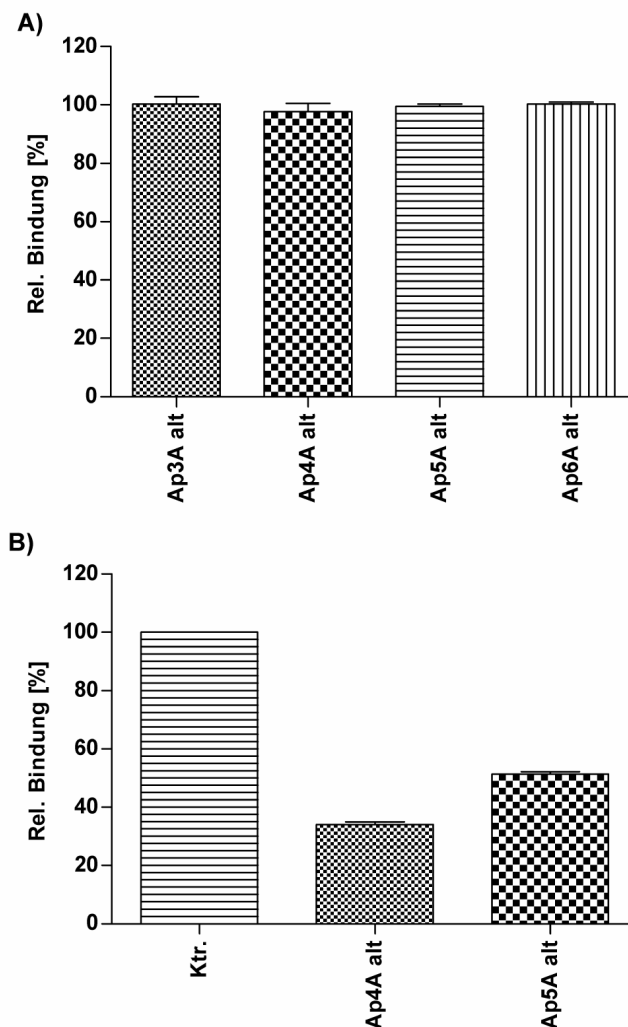 A)
Rel. Bindung [%]
120
100
80
60
40
20
0
Ap3A alt
Ap4A alt
Ap5A alt
Ap6A alt
B)
Rel. Bindung [%]
120
100
80
60
40
20
0
Ktr.
Ap4A alt
Ap5A alt